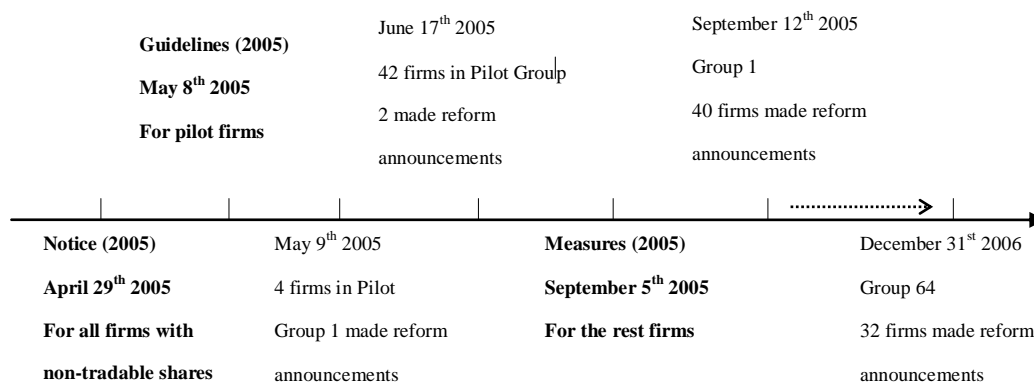 Guidelines (2005)
May 8th 2005
For pilot firms
June 17th 2005
42 firms in Pilot Group
2 made reform
announcements
September 12th 2005
Group 1
40 firms made reform
announcements
Notice (2005)
April 29th 2005
For all firms with
non-tradable shares
May 9th 2005
4 firms in Pilot
Group 1 made reform
announcements
Measures (2005)
September 5th 2005
For the rest firms
December 31st 2006
Group 64
32 firms made reform
announcements